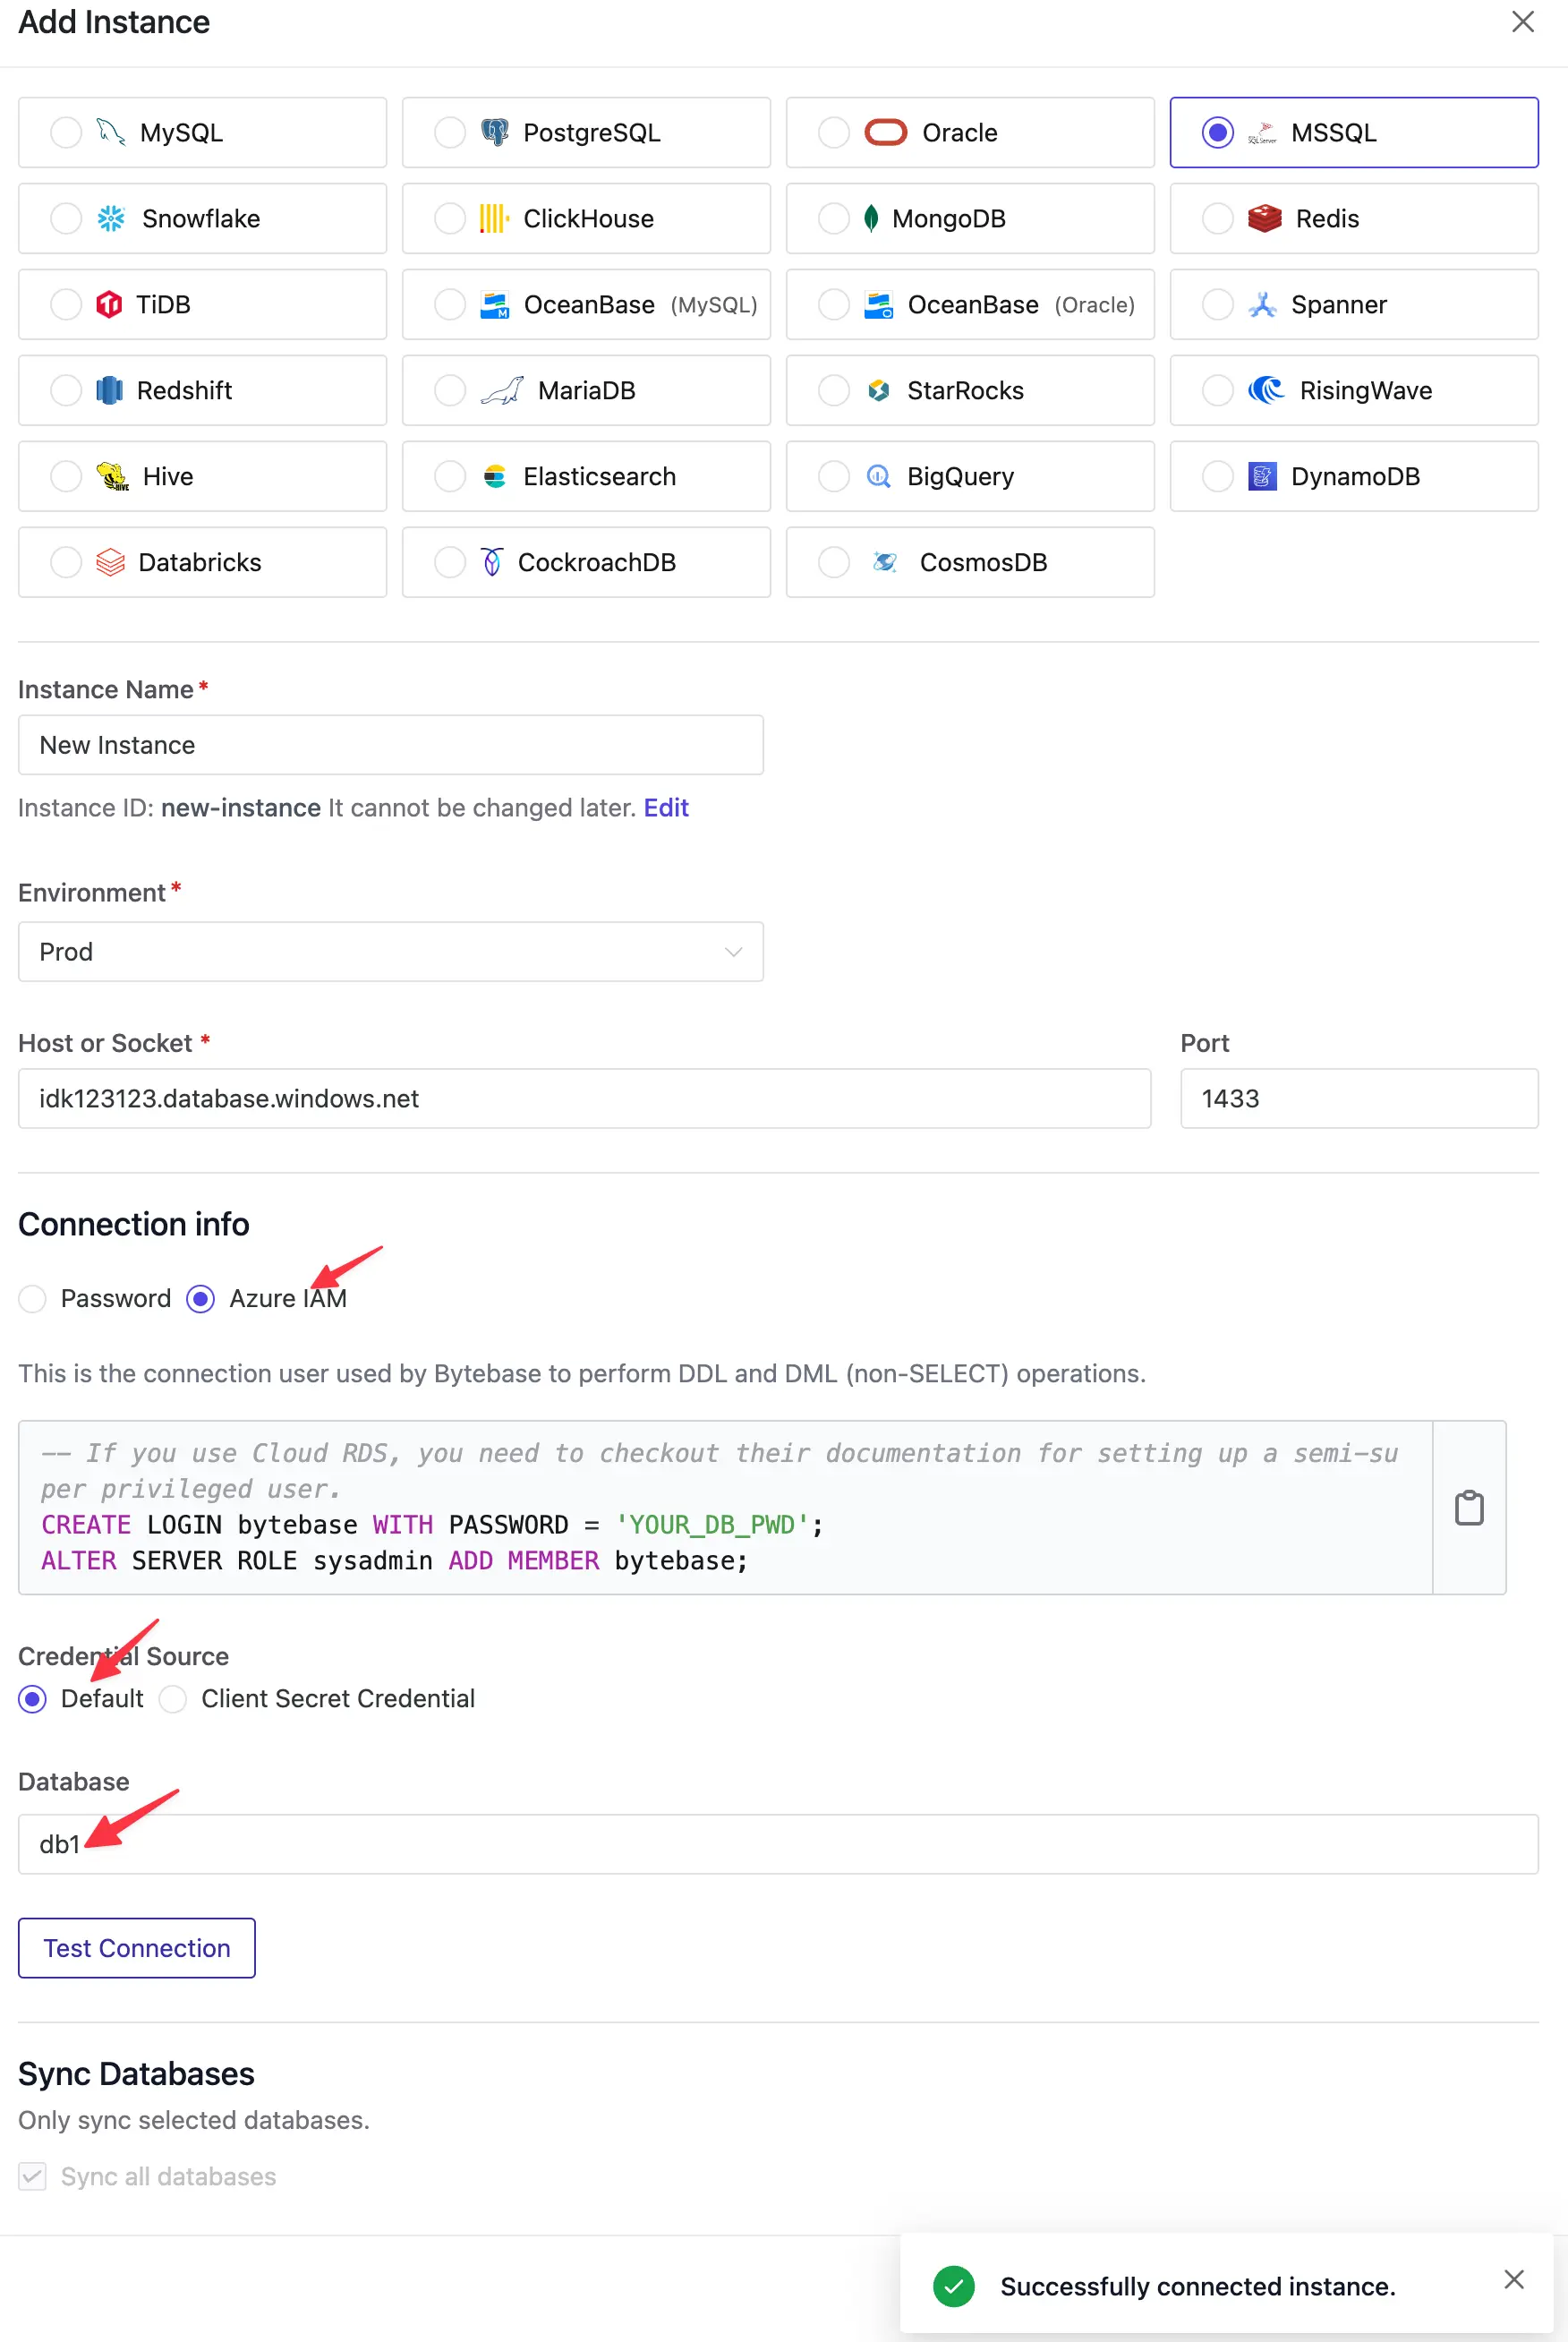 Add Instance
MySQL
PostgreSQL
Oracle
SQL Server
MSSQL
Snowflake
ClickHouse
MongoDB
Redis
TiDB
M
OceanBase (MySQL)
O
OceanBase (Oracle)
Spanner
Redshift
MariaDB
StarRocks
RisingWave
HIVE
Hive
Elasticsearch
BigQuery
DynamoDB
Databricks
CockroachDB
CosmosDB
Instance Name*
New Instance
Instance ID: new-instance It cannot be changed later. Edit
Environment*
Prod
Host or Socket *
Port
idk123123.database.windows.net
1433
Connection info
Password
Azure IAM
This is the connection user used by Bytebase to perform DDL and DML (non-SELECT) operations.
-- If you use Cloud RDS, you need to checkout their documentation for setting up a semi-su
per privileged user.
CREATE LOGIN bytebase WITH PASSWORD = 'YOUR_DB_PWD';
ALTER SERVER ROLE sysadmin ADD MEMBER bytebase;
Credential Source
Default
Client Secret Credential
Database
db1
Test Connection
Sync Databases
Only sync selected databases.
Sync all databases
Successfully connected instance.